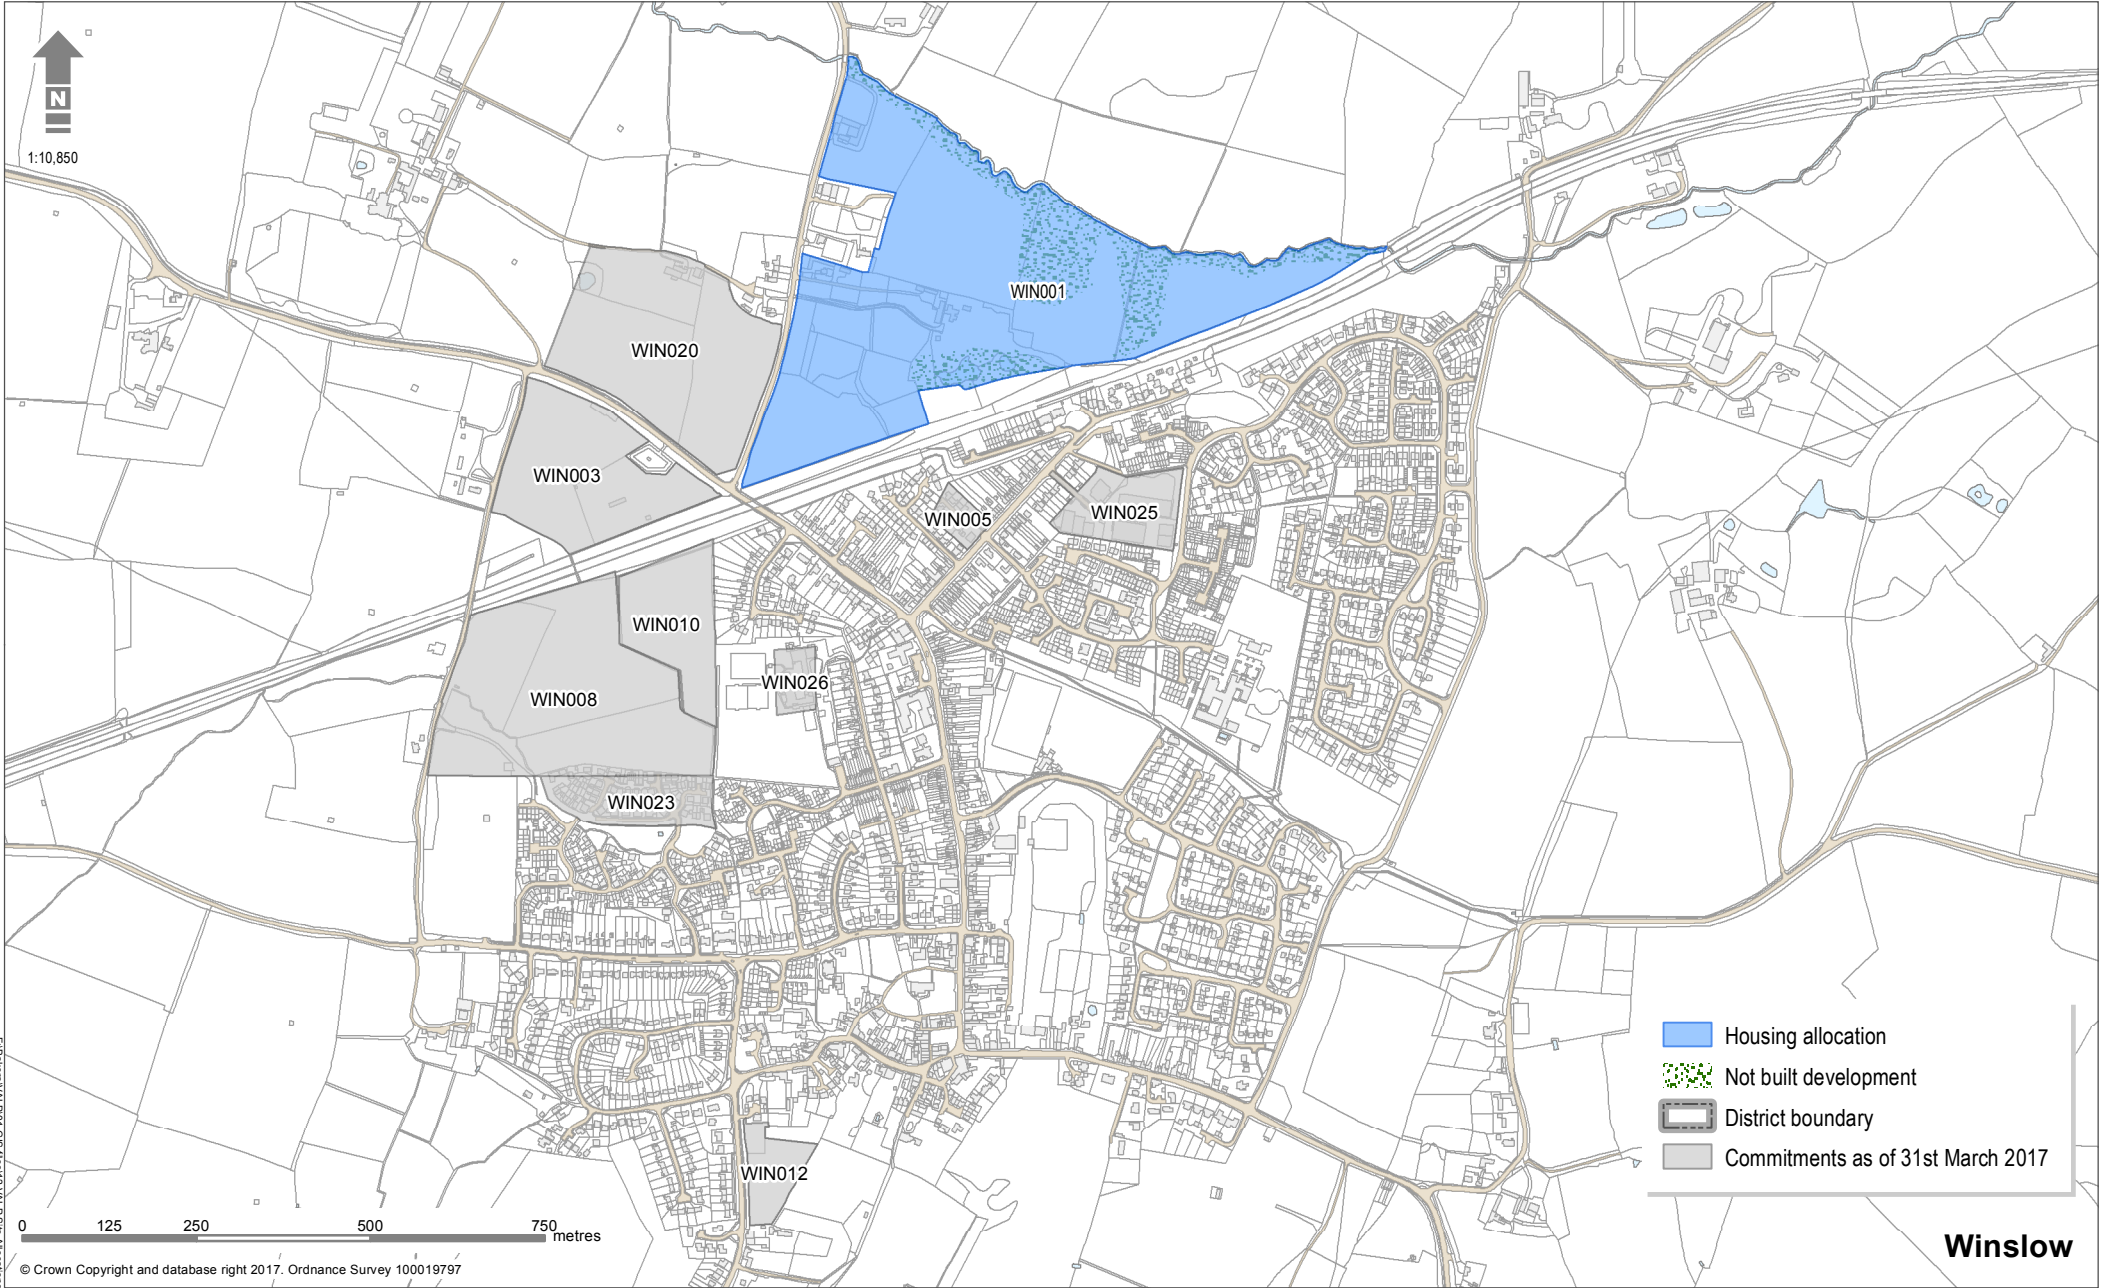 N
1:10,850
WIN001
WIN020
WIN003
WIN005
WIN025
WIN010
WIN026
WIN008
WIN023
WIN012
Housing allocation
Not built development
District boundary
Commitments as of 31st March 2017
0 125 250 500 750
metres
Winslow
© Crown Copyright and database right 2017. Ordnance Survey 100019797